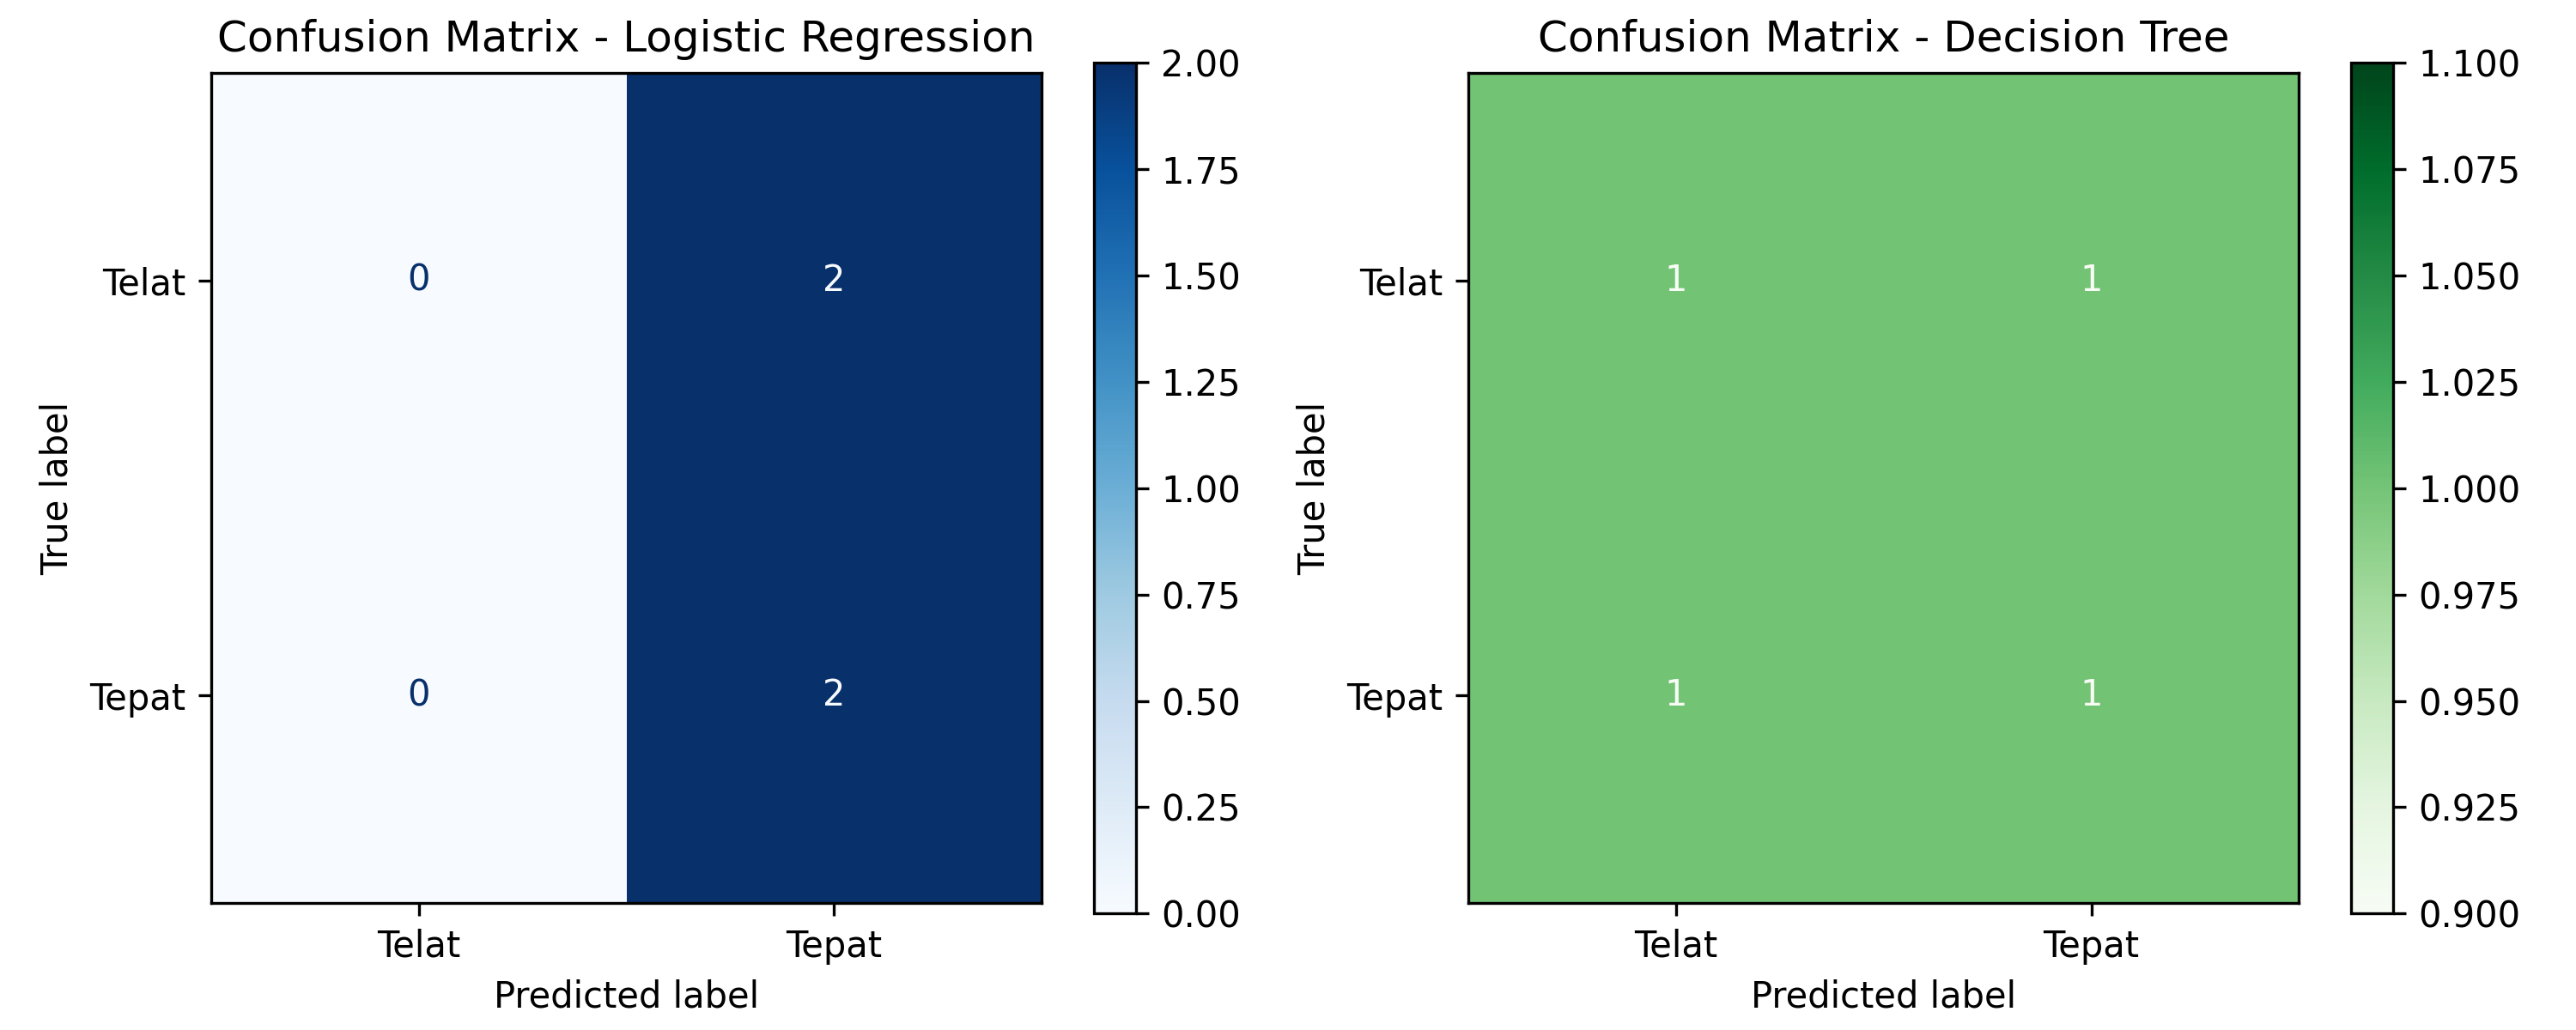 Confusion Matrix - Logistic Regression
True label
Telat
Tepat
0
2
0
2
Telat
Tepat
Predicted label
2.00
1.75
1.50
1.25
1.00
0.75
0.50
0.25
0.00
Confusion Matrix - Decision Tree
True label
Telat
Tepat
1
1
1
1
Telat
Tepat
Predicted label
1.100
1.075
1.050
1.025
1.000
0.975
0.950
0.925
0.900